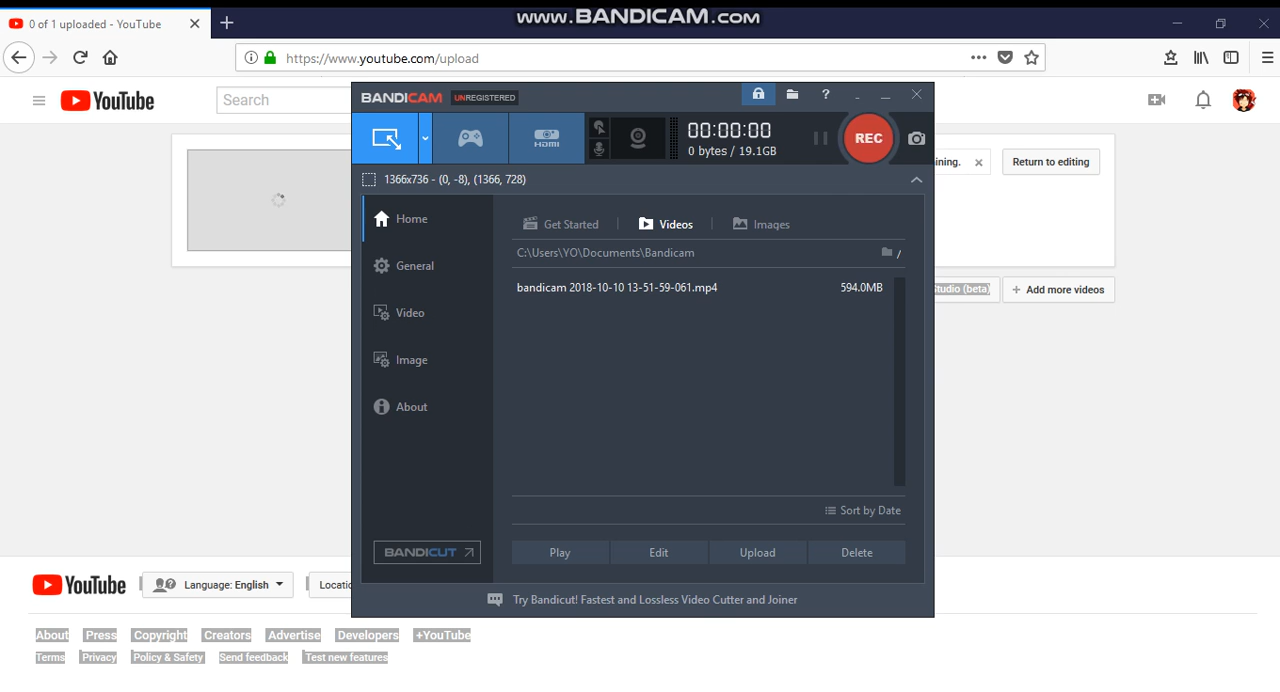 www.BANDICAM.com
0 of 1 uploaded - YouTube
https://www.youtube.com/upload
YouTube
Search
BANDICAM UNREGISTERED
HDMI
00:00:00
0 bytes / 19.1GB
REC
ining.
Return to editing
1366x736 - (0, -8), (1366, 728)
Home
General
Video
Image
About
BANDICUT
Get Started
Videos
Images
C:\Users\YO\Documents\Bandicam
/
bandicam 2018-10-10 13-51-59-061.mp4 594.0MB
Sort by Date
Play Edit Upload Delete
Try Bandicut! Fastest and Lossless Video Cutter and Joiner
Studio (beta)
+ Add more videos
YouTube
Language: English
Locatio
About Press Copyright Creators Advertise Developers +YouTube
Terms Privacy Policy & Safety Send feedback Test new features